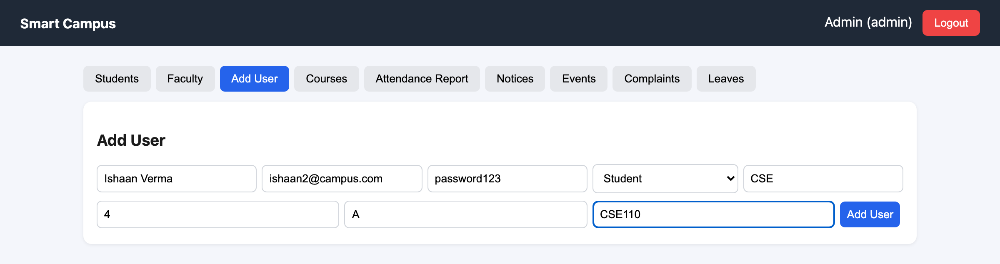 Smart Campus
Admin (admin) Logout
Students Faculty Add User Courses Attendance Report Notices Events Complaints Leaves
Add User
Ishaan Verma ishaan2@campus.com password123 Student CSE
4 A CSE110 Add User